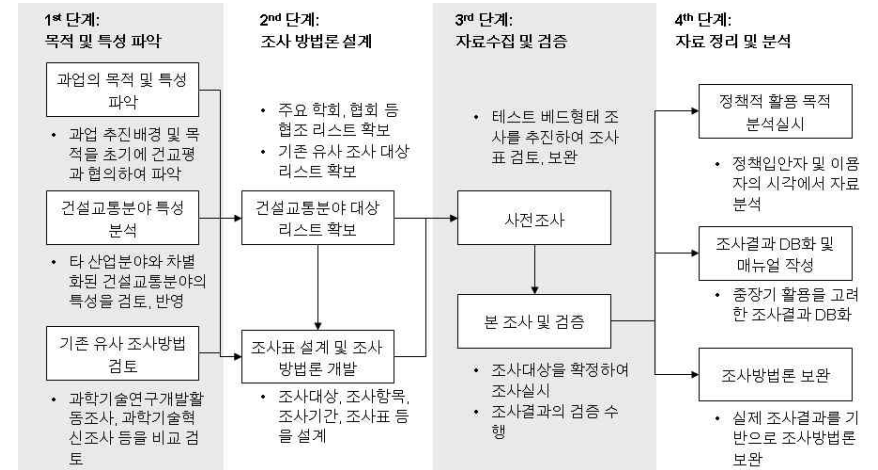 1st 단계:
목적 및 특성 파악
과업의 목적 및 특성
파악
• 과업 추진배경 및 목
적을 초기에 건교평
과 협의하여 파악
건설교통분야 특성
분석
• 타 산업분야와 차별
화된 건설교통분야의
특성을 검토, 반영
기존 유사 조사방법
검토
• 과학기술연구개발활
동조사, 과학기술혁
신조사 등을 비교 검
토
2nd 단계:
조사 방법론 설계
• 주요 학회, 협회 등
협조 리스트 확보
• 기존 유사 조사 대상
리스트 확보
건설교통분야 대상
리스트 확보
조사표 설계 및 조사
방법론 개발
• 조사대상, 조사항목,
조사기간, 조사표 등
을 설계
3rd 단계:
자료수집 및 검증
• 테스트 베드형태 조
사를 추진하여 조사
표 검토, 보완
사전조사
본 조사 및 검증
• 조사대상을 확정하여
조사실시
• 조사결과의 검증 수
행
4th 단계:
자료 정리 및 분석
정책적 활용 목적
분석실시
• 정책입안자 및 이용
자의 시각에서 자료
분석
조사결과 DB화 및
매뉴얼 작성
• 중장기 활용을 고려
한 조사결과 DB화
조사방법론 보완
• 실제 조사결과를 기
반으로 조사방법론
보완